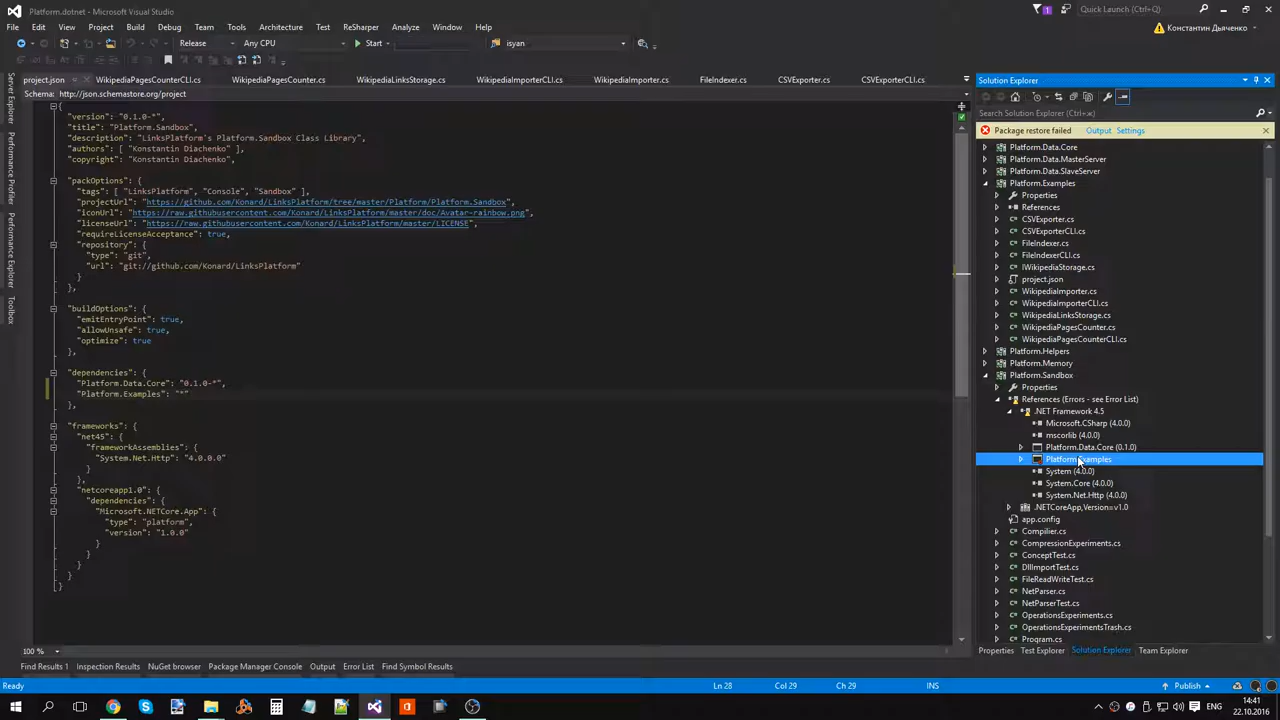 Platform.dotnet - Microsoft Visual Studio
Quick Launch (Ctrl+Q)
File Edit View Project Build Debug Team Tools Test ReSharper Analyze Window Help
Константин Дьяченко
Release Any CPU Start isyan
project.json WikipediaPagesCounterCLI.cs WikipediaPagesCounter.cs WikipediaLinksStorage.cs WikipediaImporterCLI.cs WikipediaImporter.cs FileIndexer.cs CSVExporter.cs CSVExporterCLI.cs
Schema: http://json.schemastore.org/project
Server Explorer
Performance Profiler
Performance Explorer
Toolbox
{
"version": "0.1.0-*",
"title": "Platform.Sandbox",
"description": "LinksPlatform's Platform.Sandbox Class Library",
"authors": [ "Konstantin Diachenko" ],
"copyright": "Konstantin Diachenko",
"packOptions": {
"tags": [ "LinksPlatform", "Console", "Sandbox" ],
"projectUrl": "https://github.com/Konard/LinksPlatform/tree/master/Platform/Platform.Sandbox",
"iconUrl": "https://raw.githubusercontent.com/Konard/LinksPlatform/master/doc/Avatar-rainbow.png",
"licenseUrl": "https://raw.githubusercontent.com/Konard/LinksPlatform/master/LICENSE",
"requireLicenseAcceptance": true,
"repository": {
"type": "git",
"url": "git://github.com/Konard/LinksPlatform"
}
},
"buildOptions": {
"emitEntryPoint": true,
"allowUnsafe": true,
"optimize": true
},
"dependencies": {
"Platform.Data.Core": "0.1.0-*",
"Platform.Examples": "*"
},
"frameworks": {
"net45": {
"frameworkAssemblies": {
"System.Net.Http": "4.0.0.0"
}
},
"netcoreapp1.0": {
"dependencies": {
"Microsoft.NETCore.App": {
"type": "platform",
"version": "1.0.0"
}
}
}
}
}
100 %
Solution Explorer
Search Solution Explorer (Ctrl+ж)
Package restore failed Output Settings
Platform.Data.Core
Platform.Data.MasterServer
Platform.Data.SlaveServer
Platform.Examples
Properties
References
CSVExporter.cs
CSVExporterCLI.cs
FileIndexer.cs
FileIndexerCLI.cs
IWikipediaStorage.cs
project.json
WikipediaImporter.cs
WikipediaImporterCLI.cs
WikipediaLinksStorage.cs
WikipediaPagesCounter.cs
WikipediaPagesCounterCLI.cs
Platform.Helpers
Platform.Memory
Platform.Sandbox
Properties
References (Errors - see Error List)
.NET Framework 4.5
Microsoft.CSharp (4.0.0)
mscorlib (4.0.0)
Platform.Data.Core (0.1.0)
Platform.Examples
System (4.0.0)
System.Core (4.0.0)
System.Net.Http (4.0.0)
.NETCoreApp,Version=v1.0
app.config
Compilier.cs
CompressionExperiments.cs
ConceptTest.cs
DllImportTest.cs
FileReadWriteTest.cs
NetParser.cs
NetParserTest.cs
OperationsExperiments.cs
OperationsExperimentsTrash.cs
Program.cs
Properties Test Explorer Solution Explorer Team Explorer
Find Results 1 Inspection Results NuGet browser Package Manager Console Output Error List Find Symbol Results
Ready Ln 28 Col 29 Ch 29 INS Publish
ENG
14:41
22.10.2016